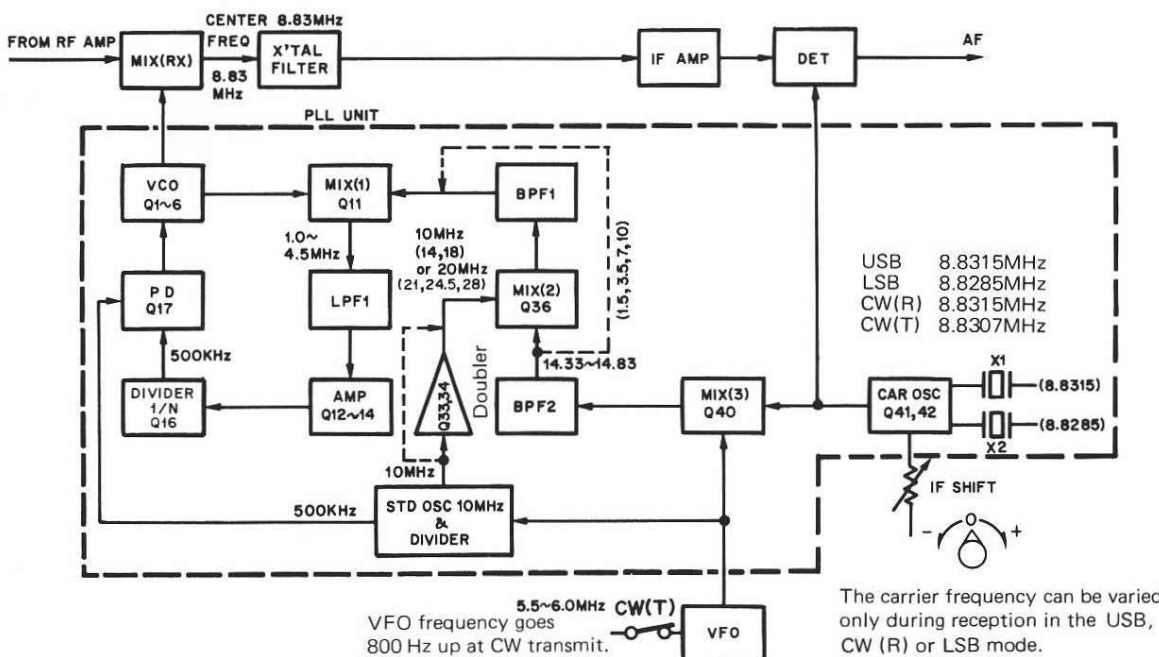 CENTER 8.83MHz
FROM RF AMP
MIX(RX)
FREQ
8.83
MHz
X'TAL
FILTER
IF AMP
DET
AF
PLL UNIT
VCO
Q1~6
MIX(1)
Q11
BPF1
1.0~
4.5MHz
10MHz
(14,18)
or 20MHz
(21,24.5,28)
(1.5,3.5,7,10)
PD
Q17
LPF1
MIX(2)
Q36
500KHz
14.33~14.83
DIVIDER
1/N
Q16
AMP
Q12~14
Q33,34
Doubler
BPF2
MIX(3)
Q40
USB 8.8315MHz
LSB 8.8285MHz
CW(R) 8.8315MHz
CW(T) 8.8307MHz
CAR OSC
Q41,42
X1
(8.8315)
(8.8285)
X2
10MHz
500KHz
STD OSC 10MHz
&
DIVIDER
IF SHIFT
- 0 +
5.5~6.0MHz
CW(T)
VFO
VFO frequency goes
800 Hz up at CW transmit.
The carrier frequency can be varied
only during reception in the USB,
CW (R) or LSB mode.